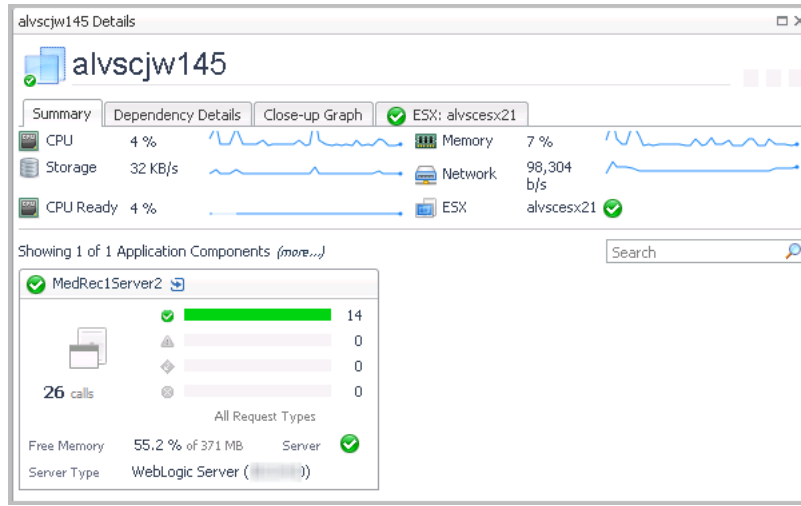 alvscjw145 Details
alvscjw145
Summary Dependency Details Close-up Graph ESX: alvscesx21
CPU 4 % Memory 7 %
Storage 32 KB/s Network 98,304 b/s
CPU Ready 4 % ESX alvscesx21
Showing 1 of 1 Application Components (more...) Search
MedRec1Server2
14
0
0
26 calls 0
All Request Types
Free Memory 55.2 % of 371 MB Server
Server Type WebLogic Server ( ))